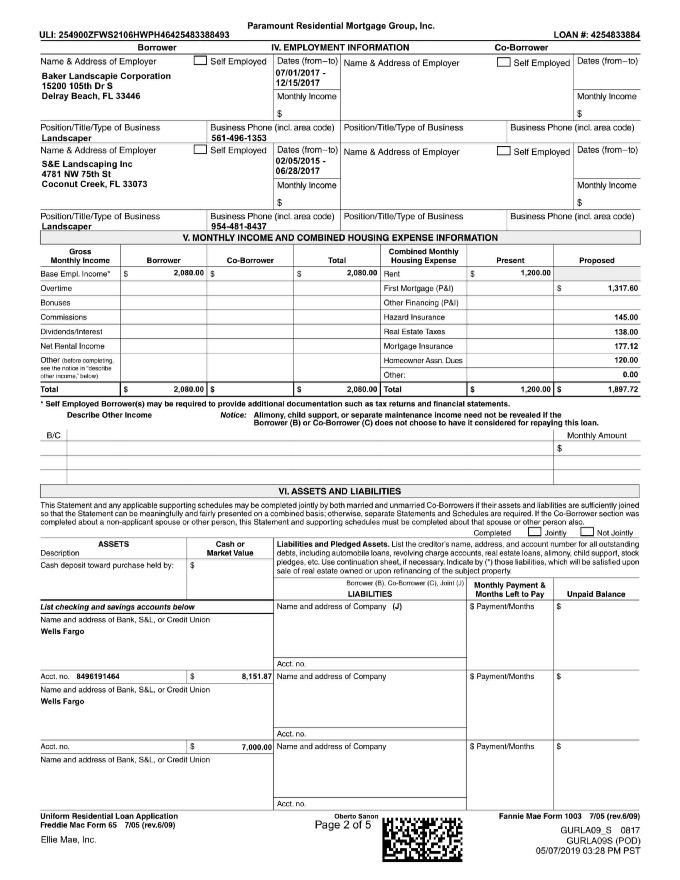 Paramount Residential Mortgage Group, Inc.
ULI: 254900ZFWS2106HWPH46425483388493 LOAN #: 4254833884
Borrower IV. EMPLOYMENT INFORMATION Co-Borrower
Name & Address of Employer Self Employed Dates (from–to) Name & Address of Employer Self Employed Dates (from–to)
Baker Landscapie Corporation 07/01/2017 -
15200 105th Dr S 12/15/2017
Delray Beach, FL 33446 Monthly Income Monthly Income
$ $
Position/Title/Type of Business Business Phone (incl. area code) Position/Title/Type of Business Business Phone (incl. area code)
Landscaper 561-496-1353
Name & Address of Employer Self Employed Dates (from–to) Name & Address of Employer Self Employed Dates (from–to)
S&E Landscaping Inc 02/05/2015 -
4781 NW 75th St 06/28/2017
Coconut Creek, FL 33073 Monthly Income Monthly Income
$ $
Position/Title/Type of Business Business Phone (incl. area code) Position/Title/Type of Business Business Phone (incl. area code)
Landscaper 954-481-8437
V. MONTHLY INCOME AND COMBINED HOUSING EXPENSE INFORMATION
Gross Monthly Income Borrower Co-Borrower Total Combined Monthly Housing Expense Present Proposed
Base Empl. Income* $ 2,080.00 $ $ 2,080.00 Rent $ 1,200.00
Overtime First Mortgage (P&I) $ 1,317.60
Bonuses Other Financing (P&I)
Commissions Hazard Insurance 145.00
Dividends/Interest Real Estate Taxes 138.00
Net Rental Income Mortgage Insurance 177.12
Other (before completing, Homeowner Assn. Dues 120.00
see the notice in "describe
other income," below) Other: 0.00
Total $ 2,080.00 $ $ 2,080.00 Total $ 1,200.00 $ 1,897.72
* Self Employed Borrower(s) may be required to provide additional documentation such as tax returns and financial statements.
Describe Other Income Notice: Alimony, child support, or separate maintenance income need not be revealed if the
Borrower (B) or Co-Borrower (C) does not choose to have it considered for repaying this loan.
B/C Monthly Amount
$
VI. ASSETS AND LIABILITIES
This Statement and any applicable supporting schedules may be completed jointly by both married and unmarried Co-Borrowers if their assets and liabilities are sufficiently joined
so that the Statement can be meaningfully and fairly presented on a combined basis; otherwise, separate Statements and Schedules are required. If the Co-Borrower section was
completed about a non-applicant spouse or other person, this Statement and supporting schedules must be completed about that spouse or other person also.
Completed Jointly Not Jointly
ASSETS Cash or Market Value
Description
Liabilities and Pledged Assets. List the creditor's name, address, and account number for all outstanding
debts, including automobile loans, revolving charge accounts, real estate loans, alimony, child support, stock
pledges, etc. Use continuation sheet, if necessary. Indicate by (*) those liabilities, which will be satisfied upon
sale of real estate owned or upon refinancing of the subject property.
Cash deposit toward purchase held by: $
Borrower (B), Co-Borrower (C), Joint (J)
LIABILITIES Monthly Payment & Months Left to Pay Unpaid Balance
List checking and savings accounts below Name and address of Company (J) $ Payment/Months $
Name and address of Bank, S&L, or Credit Union
Wells Fargo
Acct. no.
Acct. no. 8496191464 $ 8,151.87 Name and address of Company $ Payment/Months $
Name and address of Bank, S&L, or Credit Union
Wells Fargo
Acct. no.
Acct. no. $ 7,000.00 Name and address of Company $ Payment/Months $
Name and address of Bank, S&L, or Credit Union
Acct. no.
Uniform Residential Loan Application Oberto Sanon Fannie Mae Form 1003 7/05 (rev.6/09)
Freddie Mac Form 65 7/05 (rev.6/09) Page 2 of 5
GURLA09_S 0817
Ellie Mae, Inc. GURLA09S (POD)
05/07/2019 03:28 PM PST